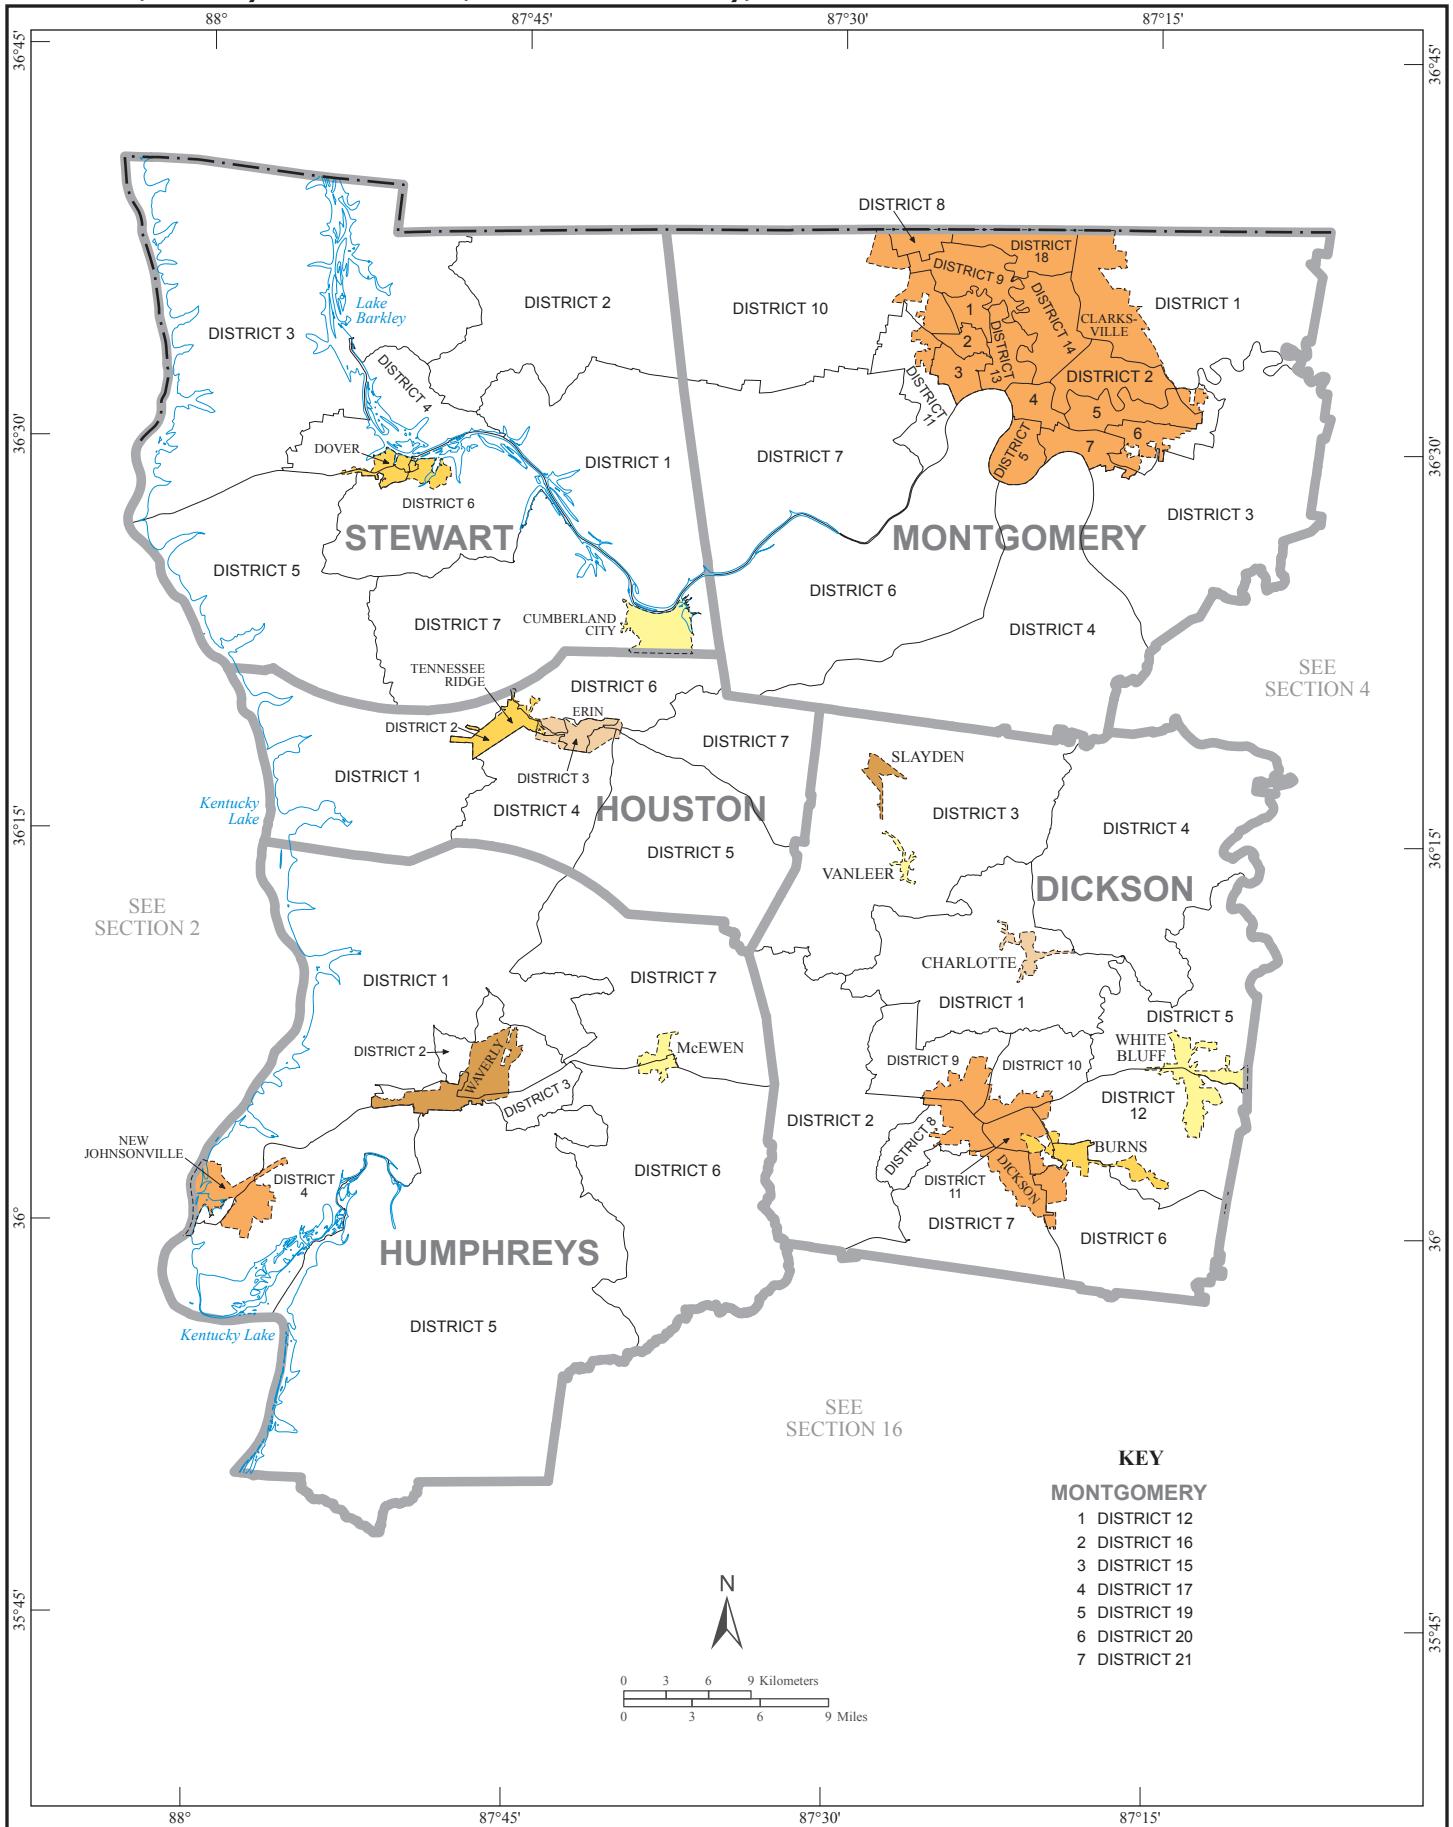 88°
87°45'
87°30'
87°15'
36°45'
36°45'
DISTRICT 8
DISTRICT
18
DISTRICT 9
DISTRICT 2
DISTRICT 10
DISTRICT 1
Lake
Barkley
DISTRICT 3
1
DISTRICT 14
CLARKS-
VILLE
2
DISTRICT
13
3
DISTRICT 4
DISTRICT 2
DISTRICT
11
4
5
36°30'
36°30'
DOVER
DISTRICT 1
DISTRICT 7
DISTRICT
5
7
6
DISTRICT 6
DISTRICT 3
STEWART
MONTGOMERY
DISTRICT 5
DISTRICT 6
DISTRICT 7
CUMBERLAND
CITY
DISTRICT 4
TENNESSEE
RIDGE
DISTRICT 6
SEE
SECTION 4
ERIN
DISTRICT 2
DISTRICT 7
SLAYDEN
DISTRICT 1
DISTRICT 3
Kentucky
Lake
DISTRICT 4
HOUSTON
DISTRICT 3
DISTRICT 4
36°15'
36°15'
DISTRICT 5
VANLEER
DICKSON
SEE
SECTION 2
CHARLOTTE
DISTRICT 1
DISTRICT 7
DISTRICT 1
DISTRICT 5
WHITE
BLUFF
DISTRICT 2
WAVERLY
McEWEN
DISTRICT 9
DISTRICT 10
DISTRICT 3
DISTRICT
12
DISTRICT 2
DISTRICT 8
NEW
JOHNSONVILLE
BURNS
DISTRICT 6
DISTRICT
4
DISTRICT
11
DICKSON
36°
36°
DISTRICT 7
DISTRICT 6
HUMPHREYS
DISTRICT 5
Kentucky Lake
SEE
SECTION 16
KEY
MONTGOMERY
1 DISTRICT 12
2 DISTRICT 16
3 DISTRICT 15
4 DISTRICT 17
5 DISTRICT 19
6 DISTRICT 20
7 DISTRICT 21
35°45'
35°45'
N
0 3 6 9 Kilometers
0 3 6 9 Miles
88°
87°45'
87°30'
87°15'